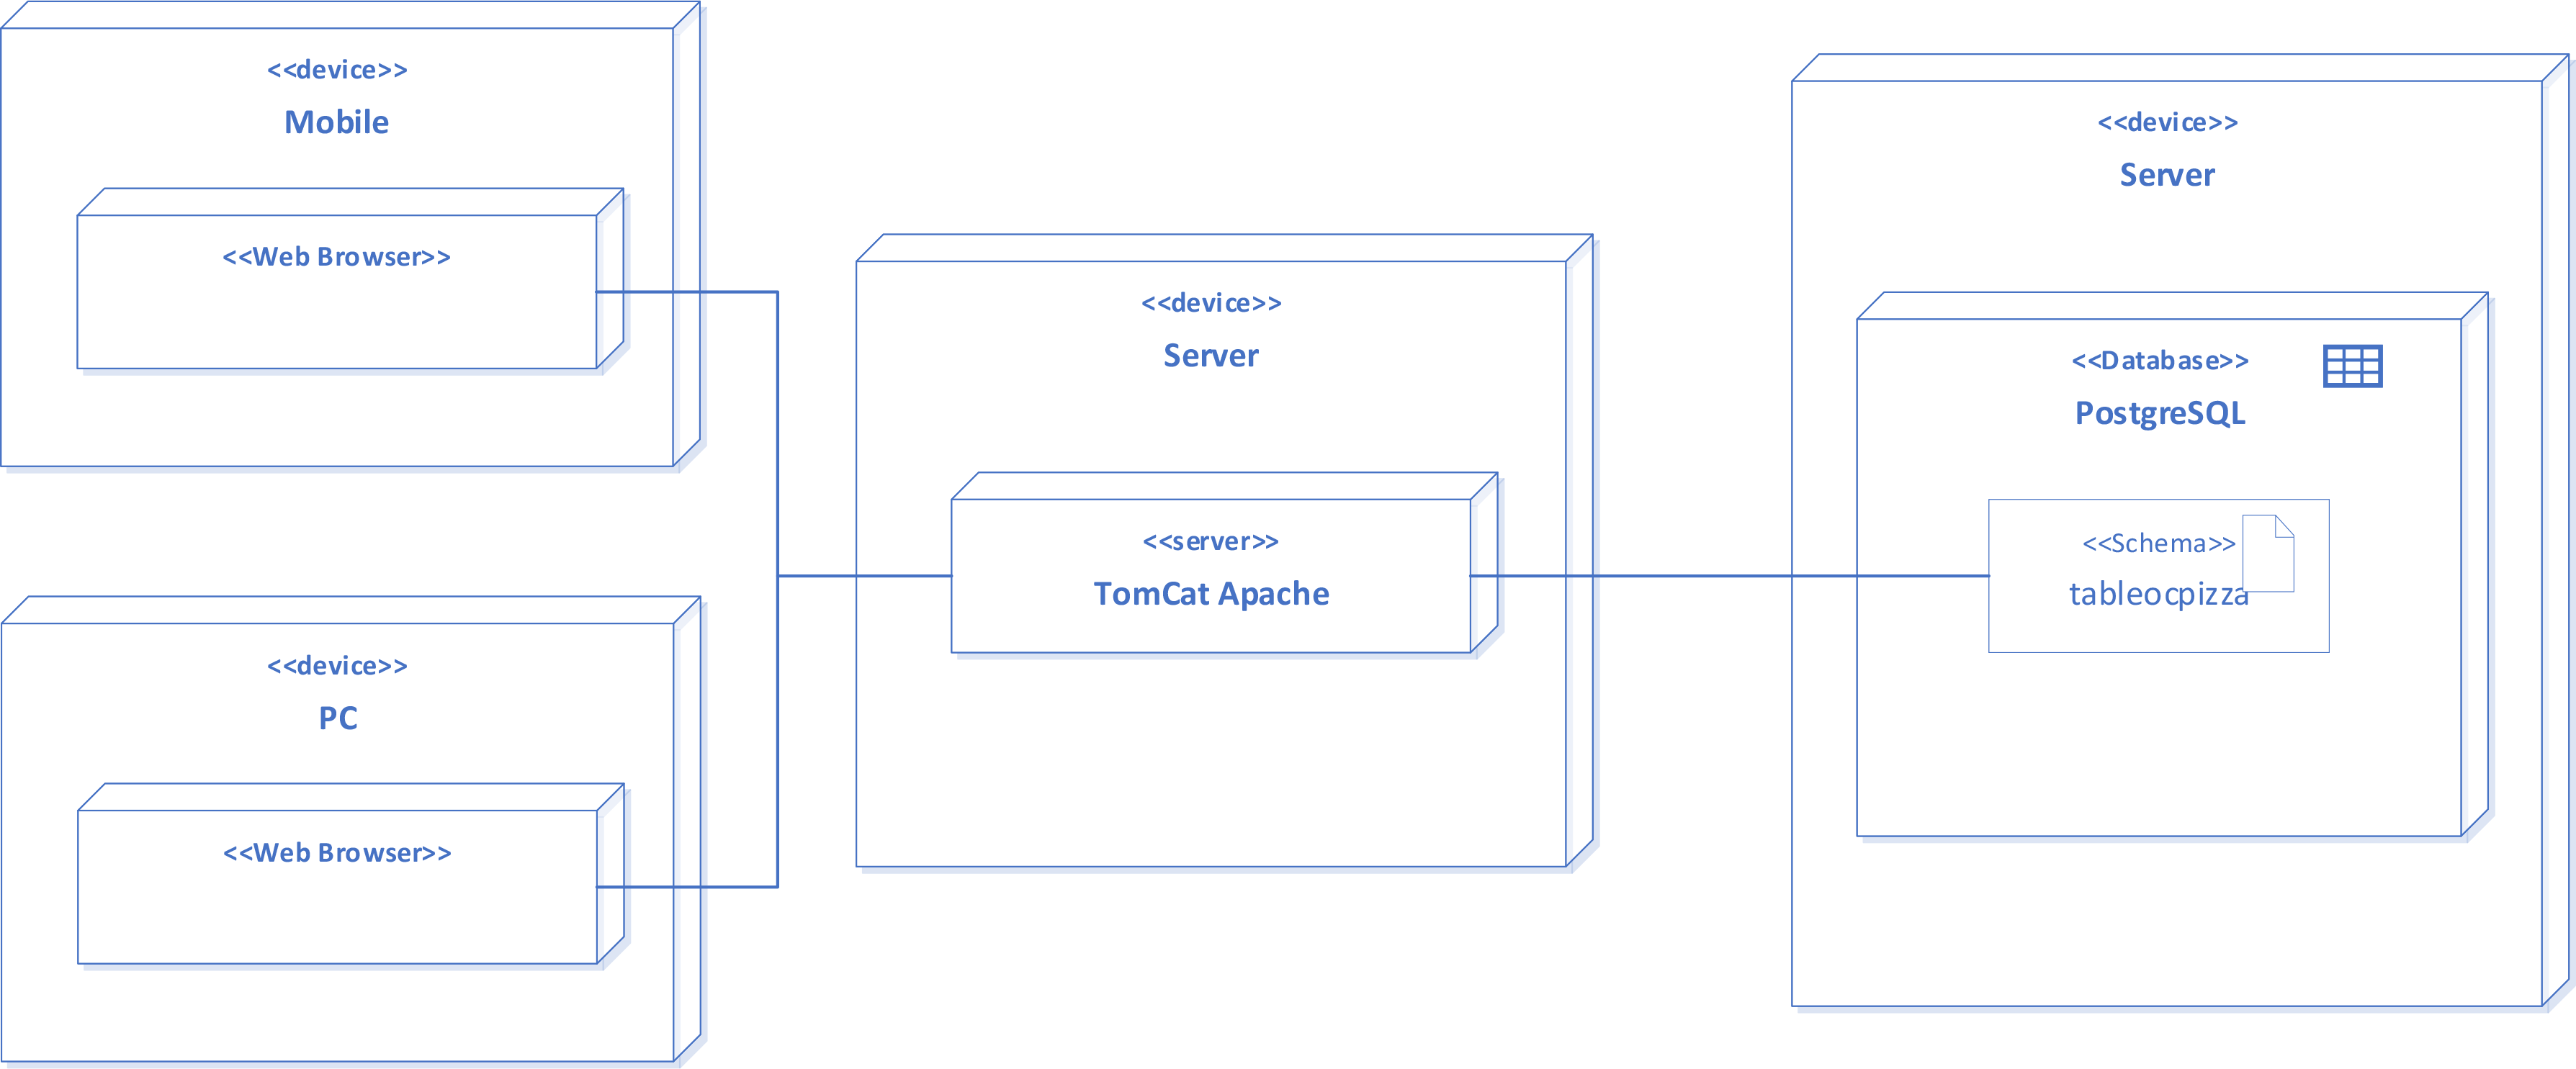 <<device>>
Mobile
<<Web Browser>>
<<device>>
PC
<<Web Browser>>
<<device>>
Server
<<server>>
TomCat Apache
<<device>>
Server
<<Database>>
PostgreSQL
<<Schema>>
tableocpizza